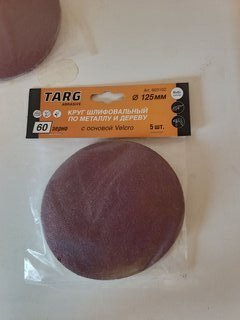 TARG
ABRASIVE
Ø 125мм
КРУГ ШЛИФОВАЛЬНЫЙ
ПО МЕТАЛЛУ И ДЕРЕВУ
60 зерно
с основой Velcro
5 шт.